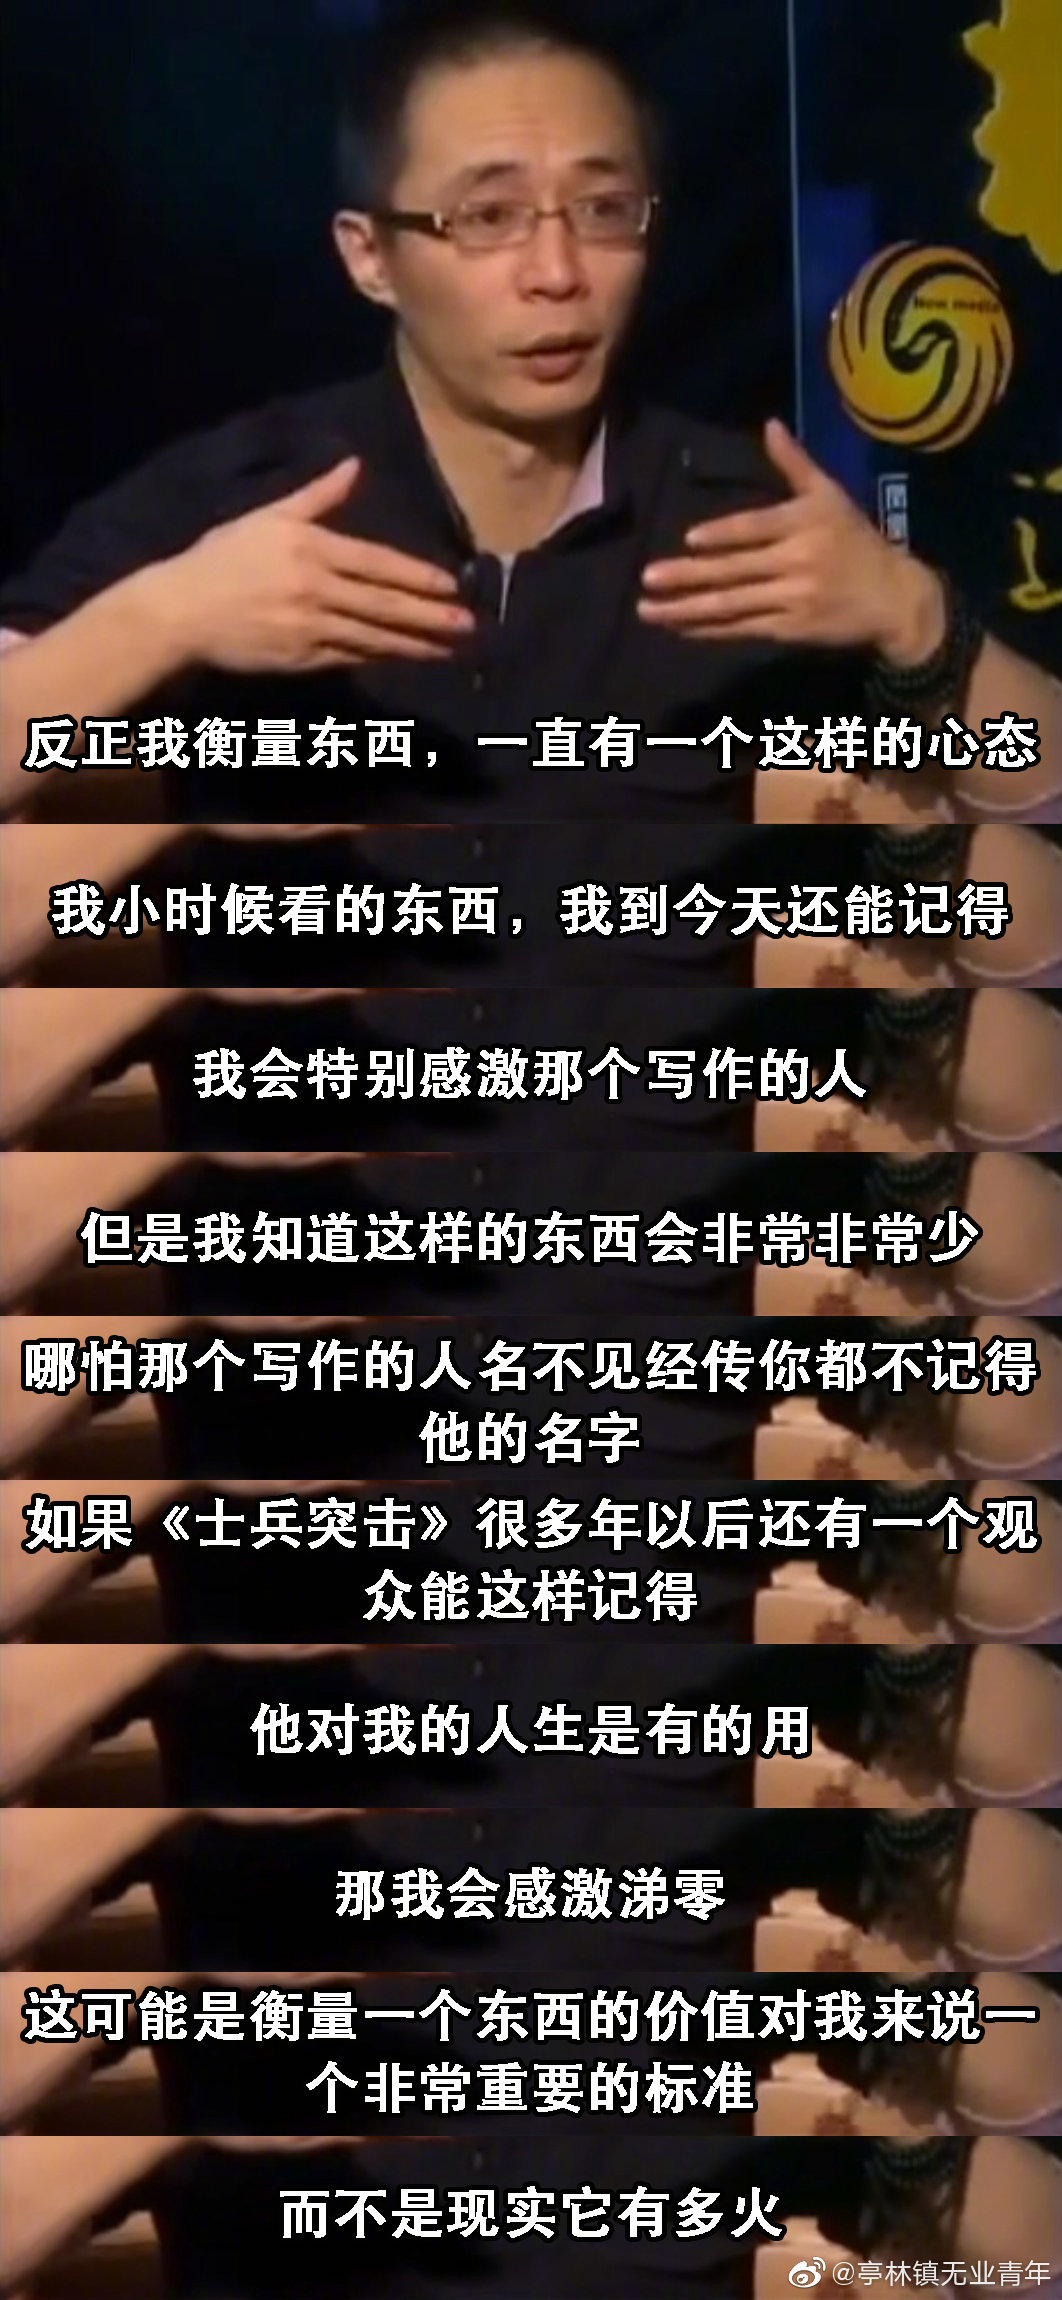 New media
反正我衡量东西，一直有一个这样的心态
我小时候看的东西，我到今天还能记得
我会特别感激那个写作的人
但是我知道这样的东西会非常非常少
哪怕那个写作的人名不见经传你都不记得
他的名字
如果《士兵突击》很多年以后还有一个观
众能这样记得
他对我的人生是有的用
那我会感激涕零
这可能是衡量一个东西的价值对我来说一
个非常重要的标准
而不是现实它有多火
@亭林镇无业青年